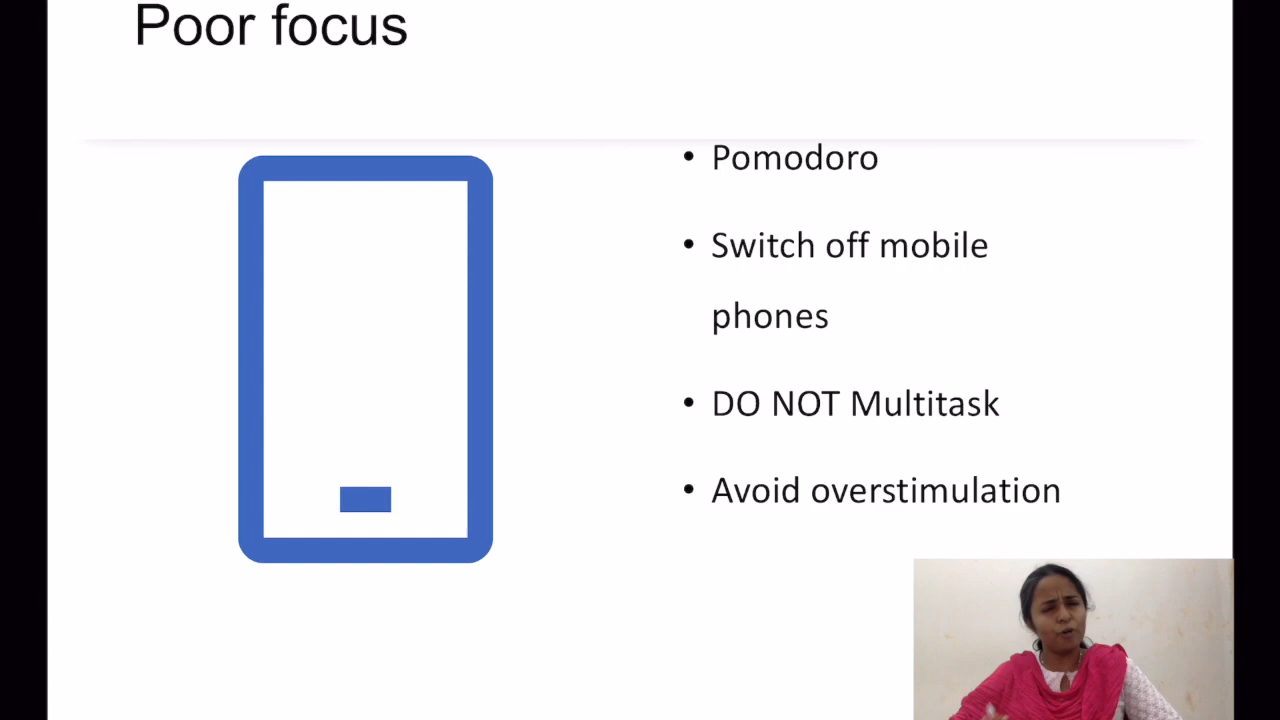 Poor focus
• Pomodoro
• Switch off mobile
phones
• DO NOT Multitask
• Avoid overstimulation